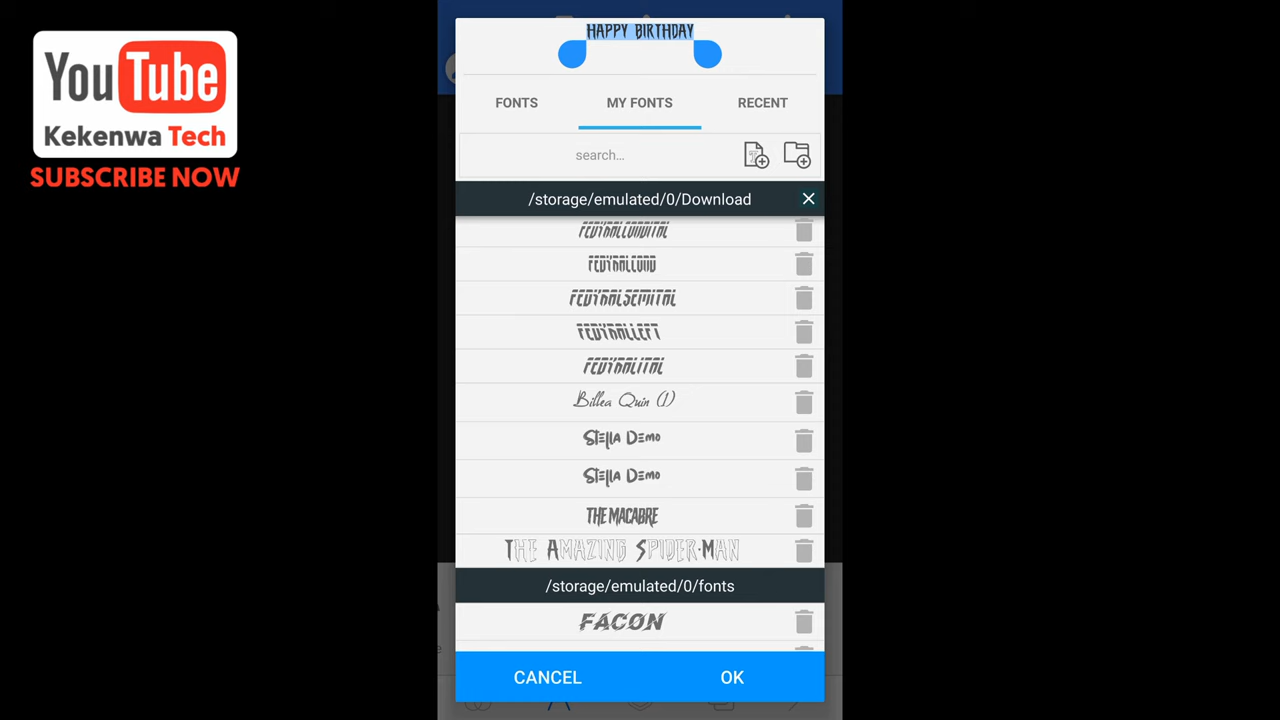 YouTube
Kekenwa Tech
SUBSCRIBE NOW
HAPPY BIRTHDAY
FONTS
MY FONTS
RECENT
search...
/storage/emulated/0/Download
FEDYRALCONDITAL
FEDYRALCOND
FEDYRALSEMITAL
FEDYRALLEFT
FEDYRALITAL
Billea Quin (1)
Stella Demo
Stella Demo
THE MACABRE
THE AMAZING SPIDER-MAN
/storage/emulated/0/fonts
FACON
CANCEL
OK